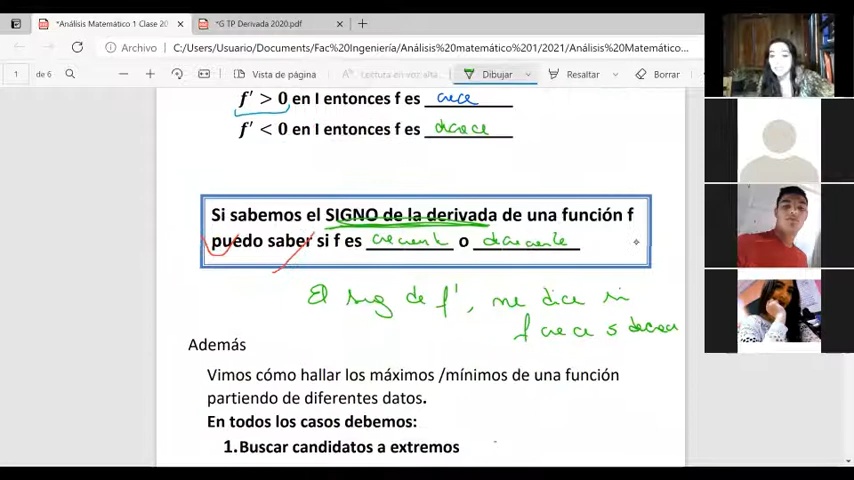 *Análisis Matemático 1 Clase 20
*G TP Derivada 2020.pdf
Archivo
C:/Users/Usuario/Documents/Fac%20Ingeniería/Análisis%20matemático%201/2021/Análisis%20Matemático...
1 de 6
Vista de página
Lectura en voz alta
Dibujar
Resaltar
Borrar
f' > 0 en I entonces f es crece
f' < 0 en I entonces f es decrece
Si sabemos el SIGNO de la derivada de una función f
puedo saber si f es creciente o decreciente
El sig de f', me dice si
f crece o decrece
Además
Vimos cómo hallar los máximos /mínimos de una función
partiendo de diferentes datos.
En todos los casos debemos:
1. Buscar candidatos a extremos